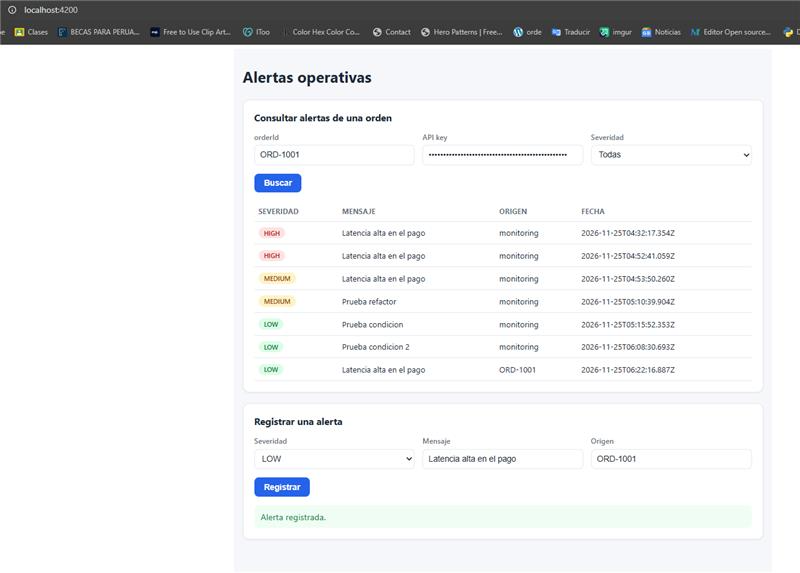 localhost:4200
Clases BECAS PARA PERUA... Free to Use Clip Art... IToo Color Hex Color Co... Contact Hero Patterns | Free... orde Traducir imgur Noticias Editor Open source...
Alertas operativas
Consultar alertas de una orden
orderId API key Severidad
ORD-1001 •••••••••••••••••••••••••••••••••••••••••••••••• Todas
Buscar
SEVERIDAD MENSAJE ORIGEN FECHA
HIGH Latencia alta en el pago monitoring 2026-11-25T04:32:17.354Z
HIGH Latencia alta en el pago monitoring 2026-11-25T04:52:41.059Z
MEDIUM Latencia alta en el pago monitoring 2026-11-25T04:53:50.260Z
MEDIUM Prueba refactor monitoring 2026-11-25T05:10:39.904Z
LOW Prueba condicion monitoring 2026-11-25T05:15:52.353Z
LOW Prueba condicion 2 monitoring 2026-11-25T06:08:30.693Z
LOW Latencia alta en el pago ORD-1001 2026-11-25T06:22:16.887Z
Registrar una alerta
Severidad Mensaje Origen
LOW Latencia alta en el pago ORD-1001
Registrar
Alerta registrada.